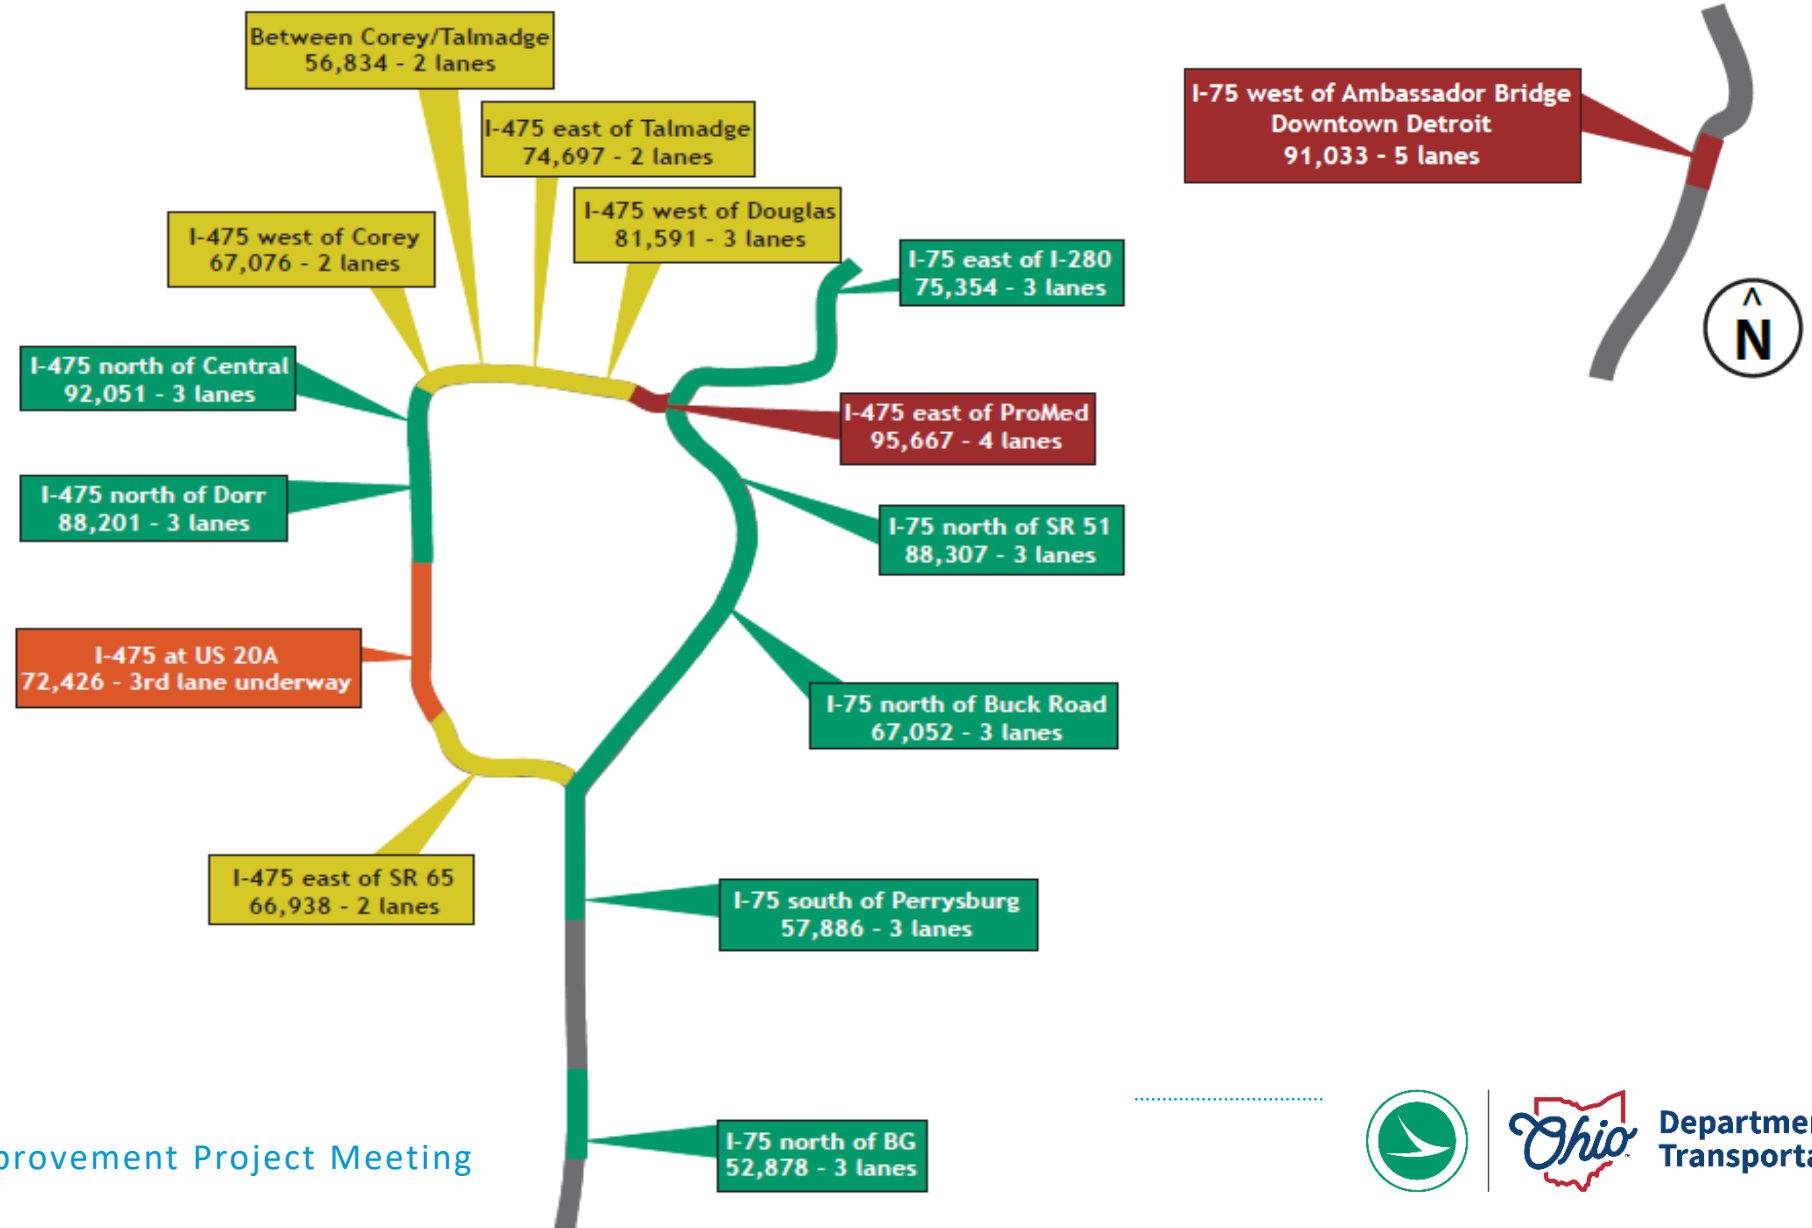 Between Corey/Talmadge
56,834 - 2 lanes
I-475 east of Talmadge
74,697 - 2 lanes
I-475 west of Douglas
81,591 - 3 lanes
I-475 west of Corey
67,076 - 2 lanes
I-75 east of I-280
75,354 - 3 lanes
I-75 west of Ambassador Bridge
Downtown Detroit
91,033 - 5 lanes
^
N
I-475 north of Central
92,051 - 3 lanes
I-475 east of ProMed
95,667 - 4 lanes
I-475 north of Dorr
88,201 - 3 lanes
I-75 north of SR 51
88,307 - 3 lanes
I-475 at US 20A
72,426 - 3rd lane underway
I-75 north of Buck Road
67,052 - 3 lanes
I-475 east of SR 65
66,938 - 2 lanes
I-75 south of Perrysburg
57,886 - 3 lanes
I-75 north of BG
52,878 - 3 lanes
provement Project Meeting
Ohio
Departmen
Transporta